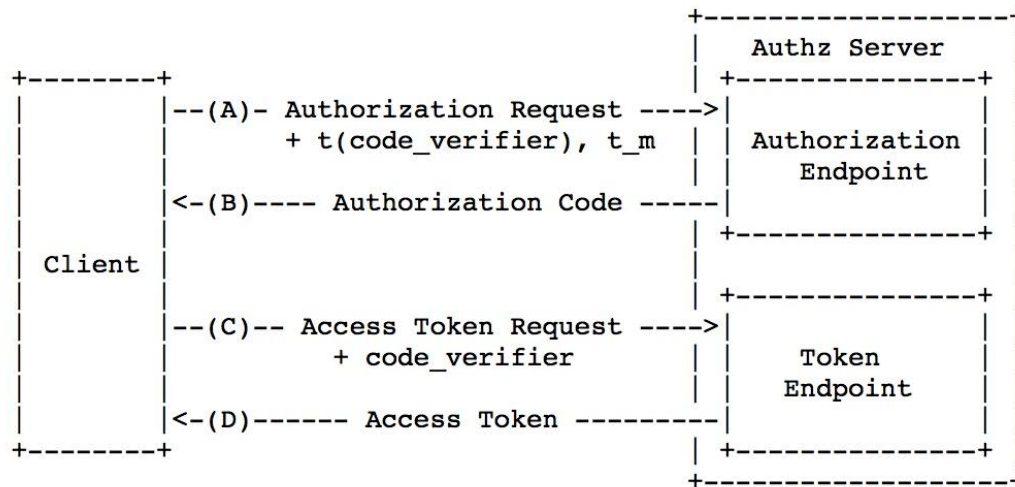 +--------------------+
| Authz Server
+--------+ | +---------------+
| |--(A)- Authorization Request ---->| |
| | + t(code_verifier), t_m | | Authorization |
| | | | Endpoint |
| |<-(B)---- Authorization Code -----| |
| | | +---------------+
| Client |
| | | +---------------+
| |--(C)-- Access Token Request ---->| |
| | + code_verifier | | Token |
| | | | Endpoint |
| |<-(D)------ Access Token ---------| |
+--------+ | +---------------+
+--------------------+